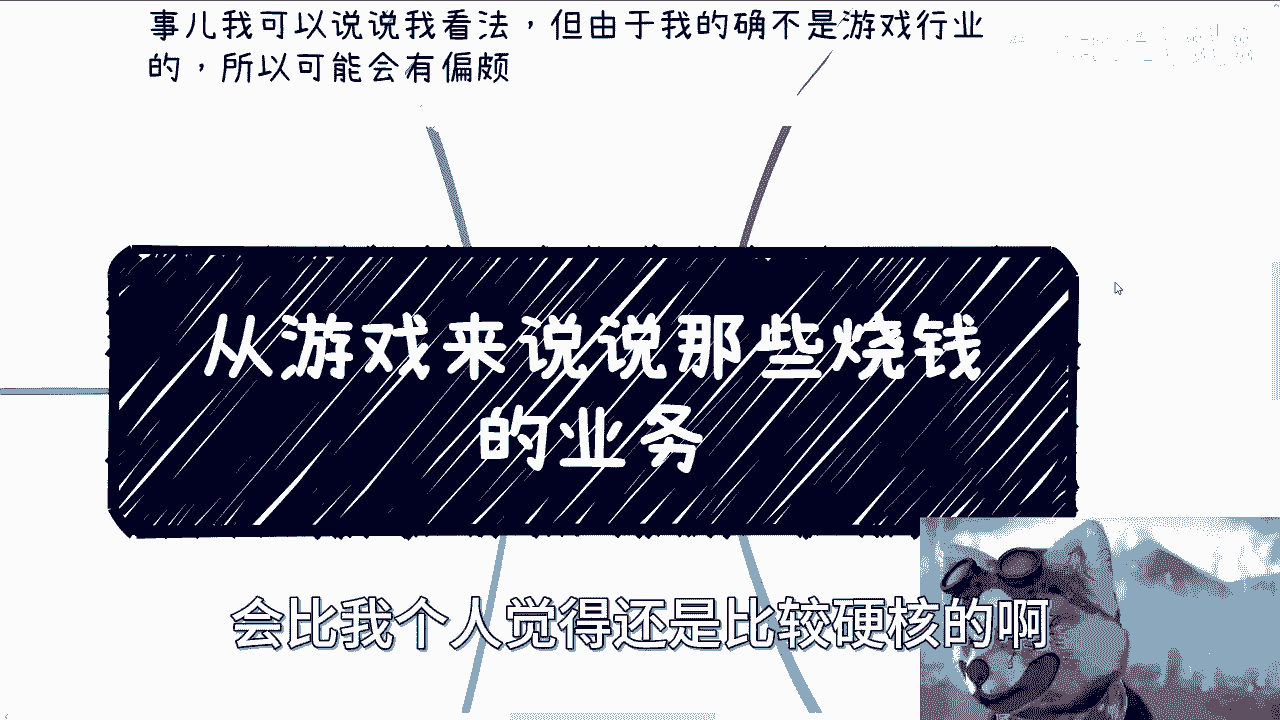 事儿我可以说说我看法，但由于我的确不是游戏行业
的，所以可能会有偏颇
从游戏来说说那些烧钱
的业务
会比我个人觉得还是比较硬核的啊